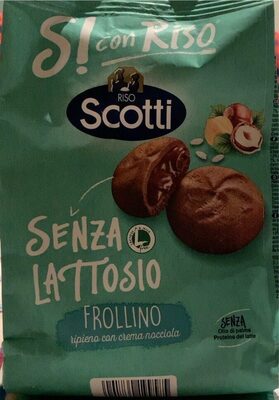 Sì con RISO
RISO
Scotti
SENZA
LATTOSIO
FROLLINO
ripieno con crema nocciola
SENZA
Olio di palma
Proteine del latte